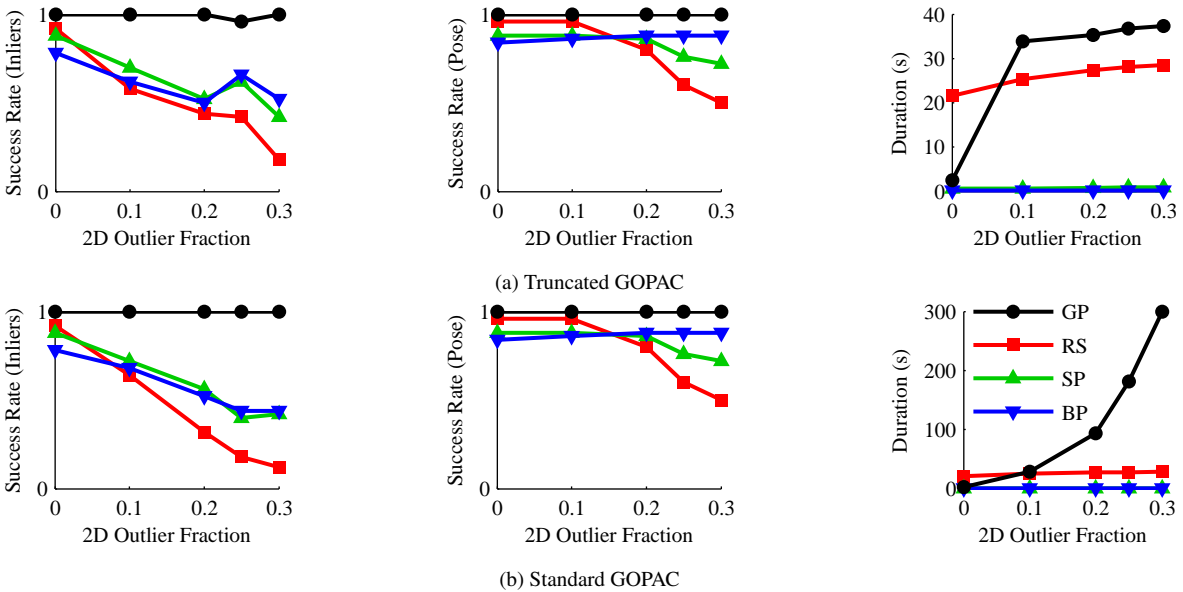 Success Rate (Inliers)
1
0
0 0.1 0.2 0.3
2D Outlier Fraction
Success Rate (Pose)
1
0
0 0.1 0.2 0.3
2D Outlier Fraction
Duration (s)
40
30
20
10
0
0 0.1 0.2 0.3
2D Outlier Fraction
(a) Truncated GOPAC
Success Rate (Inliers)
1
0
0 0.1 0.2 0.3
2D Outlier Fraction
Success Rate (Pose)
1
0
0 0.1 0.2 0.3
2D Outlier Fraction
Duration (s)
300
200
100
0
0 0.1 0.2 0.3
2D Outlier Fraction
GP
RS
SP
BP
(b) Standard GOPAC